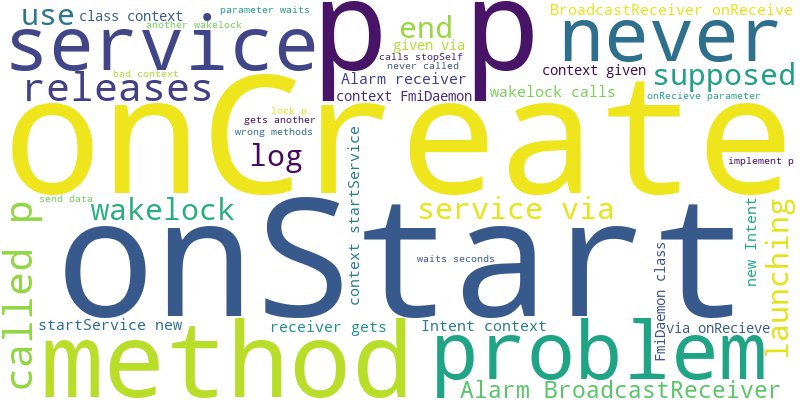 use
class context
parameter waits
another wakelock
service
p
p
end
given via
calls stopSelf
never called
BroadcastReceiver onReceive
never
releases
bad context
Alarm receiver
context FmiDaemon
wakelock calls
context given
supposed
onRecieve parameter
onCreate
lock p
gets another
wrong methods
log
implement p
send data
wakelock
service via
called p
onStart
context startService
waits seconds
FmiDaemon class
new Intent
launching
startService new
receiver gets
Intent context
via onRecieve
method
problem
Alarm BroadcastReceiver